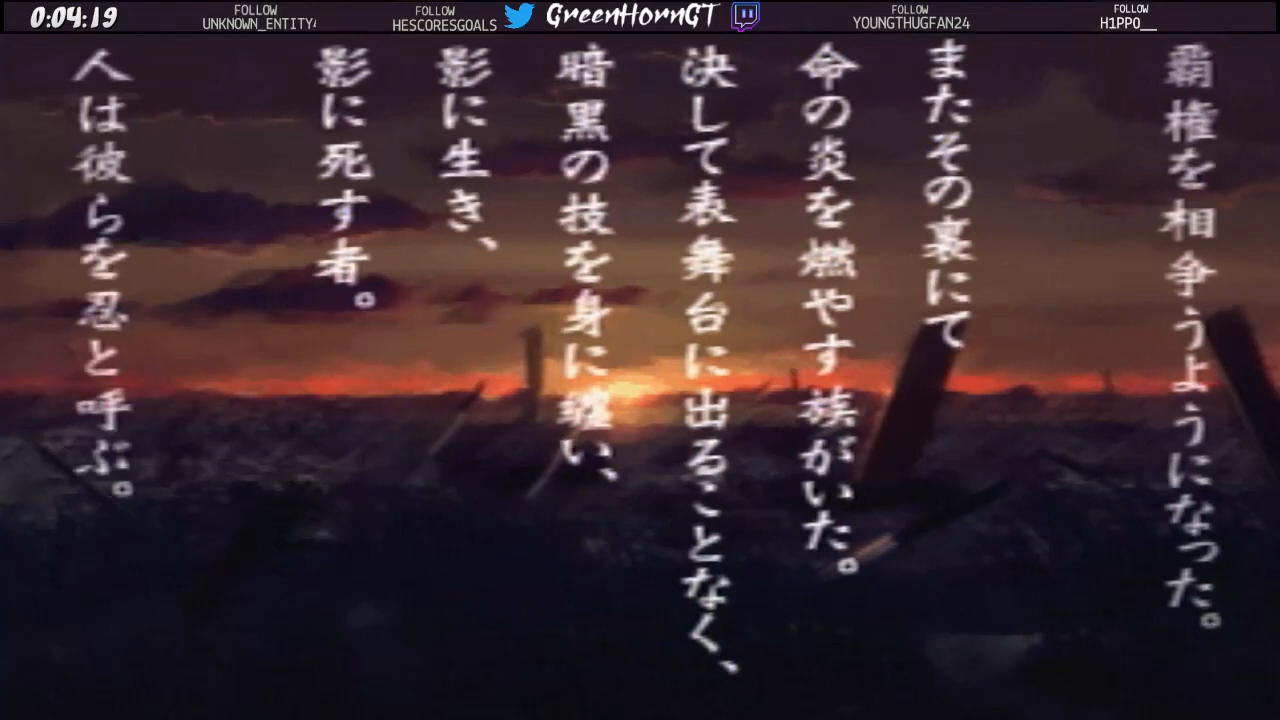 0:04:19
FOLLOW
UNKNOWN_ENTITY4
FOLLOW
HESCORESGOALS
GreenHornGT
FOLLOW
YOUNGTHUGFAN24
FOLLOW
H1PPO__
覇権を相争うようになった。
またその裏にて
命の炎を燃やす族がいた。
決して表舞台に出ることなく、
暗黒の技を身に纏い、
影に生き、
影に死す者。
人は彼らを忍と呼ぶ。